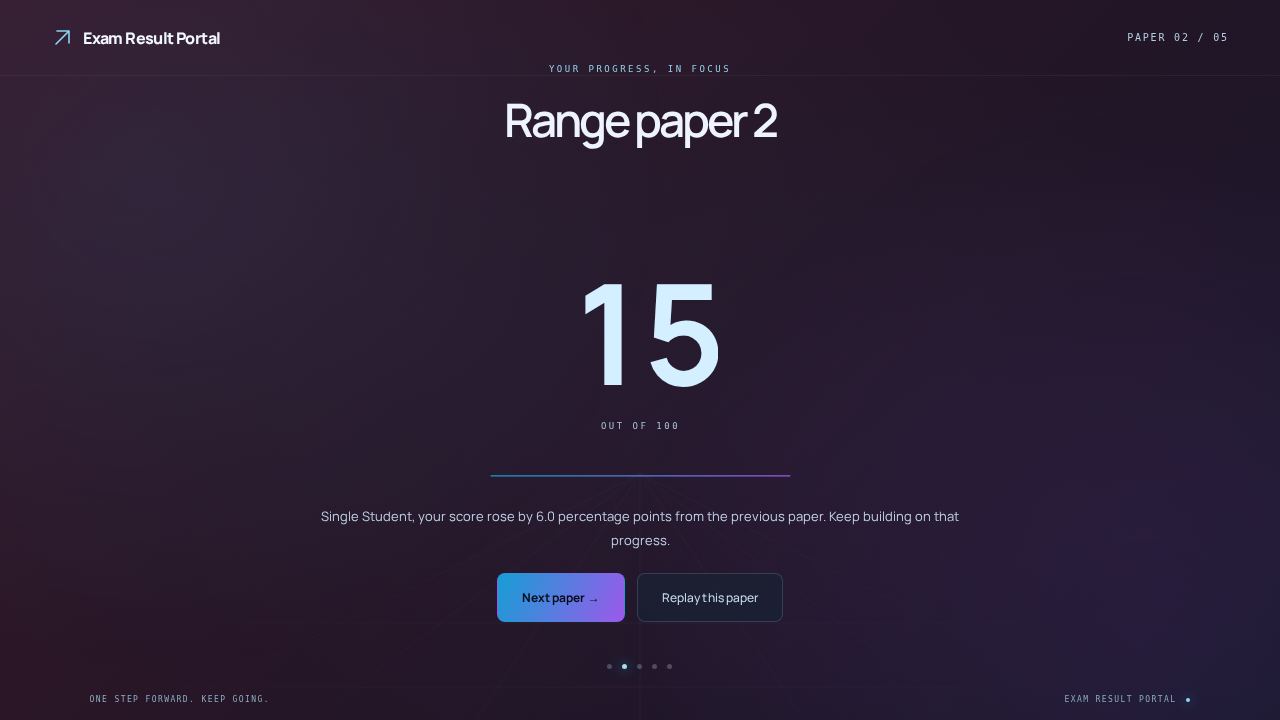 Exam Result Portal
PAPER 02 / 05
YOUR PROGRESS, IN FOCUS
Range paper 2
15
OUT OF 100
Single Student, your score rose by 6.0 percentage points from the previous paper. Keep building on that
progress.
Next paper →
Replay this paper
ONE STEP FORWARD. KEEP GOING.
EXAM RESULT PORTAL